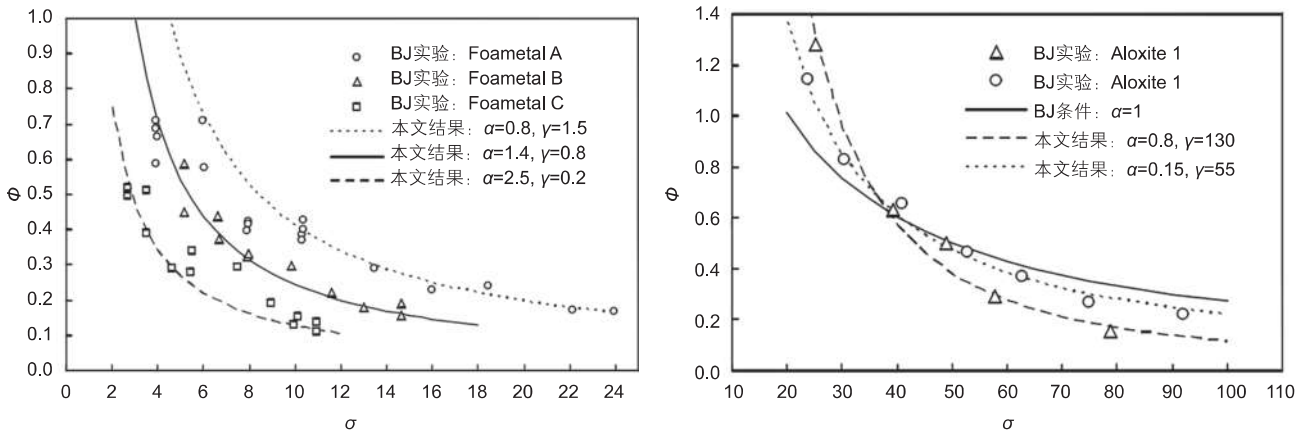 1.0
0.9
0.8
0.7
0.6
0.5
0.4
0.3
0.2
0.1
0.0
Φ
0 2 4 6 8 10 12 14 16 18 20 22 24
σ
BJ实验：Foametal A
BJ实验：Foametal B
BJ实验：Foametal C
本文结果：α=0.8, γ=1.5
本文结果：α=1.4, γ=0.8
本文结果：α=2.5, γ=0.2
1.4
1.2
1.0
0.8
0.6
0.4
0.2
0.0
Φ
10 20 30 40 50 60 70 80 90 100 110
σ
BJ实验：Aloxite 1
BJ实验：Aloxite 1
BJ条件：α=1
本文结果：α=0.8, γ=130
本文结果：α=0.15, γ=55